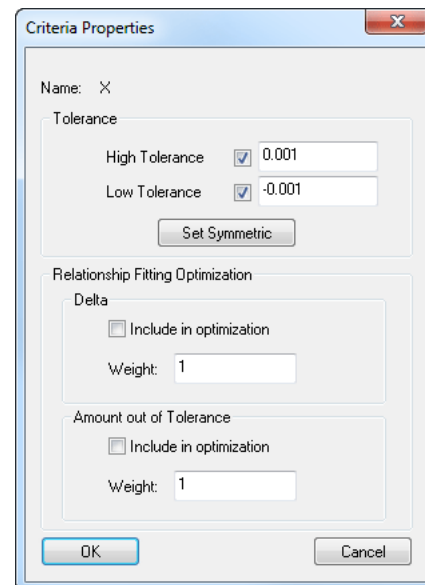 Criteria Properties
Name: X
Tolerance
High Tolerance 0.001
Low Tolerance -0.001
Set Symmetric
Relationship Fitting Optimization
Delta
Include in optimization
Weight: 1
Amount out of Tolerance
Include in optimization
Weight: 1
OK Cancel